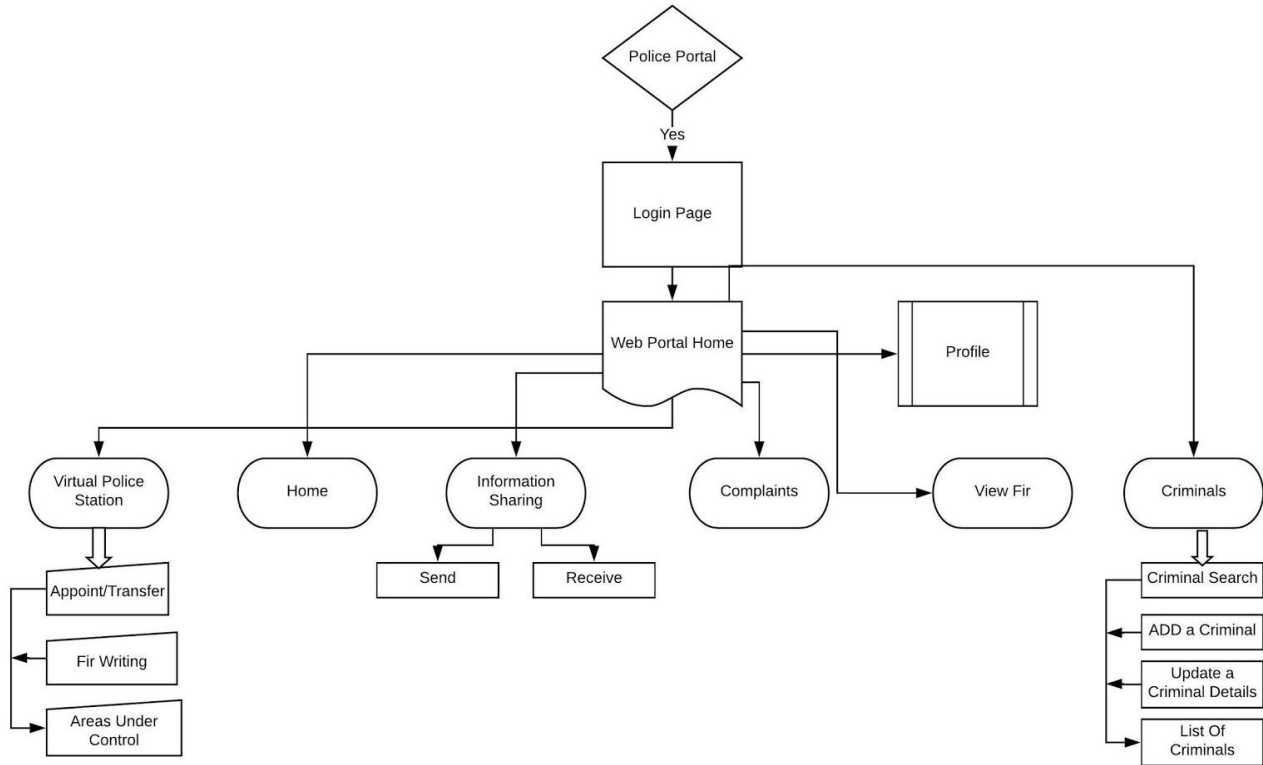 Police Portal
Yes
Login Page
Web Portal Home
Profile
Virtual Police
Station
Home
Information
Sharing
Complaints
View Fir
Criminals
Appoint/Transfer
Send
Receive
Criminal Search
Fir Writing
ADD a Criminal
Update a
Criminal Details
Areas Under
Control
List Of
Criminals